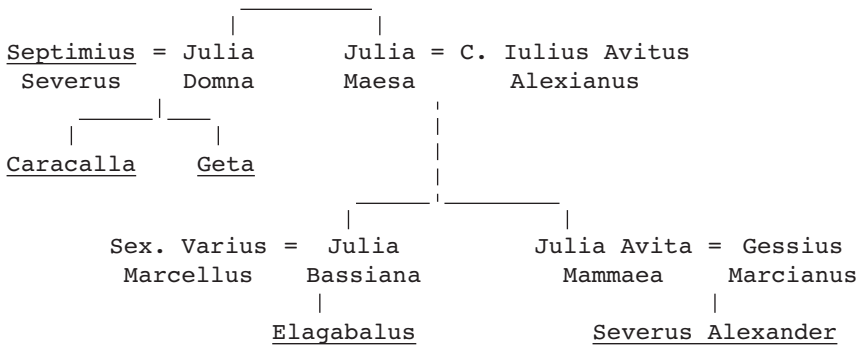 Septimius = Julia Julia = C. Iulius Avitus
Severus Domna Maesa Alexianus
Caracalla Geta
Sex. Varius = Julia Julia Avita = Gessius
Marcellus Bassiana Mammaea Marcianus
Elagabalus Severus Alexander